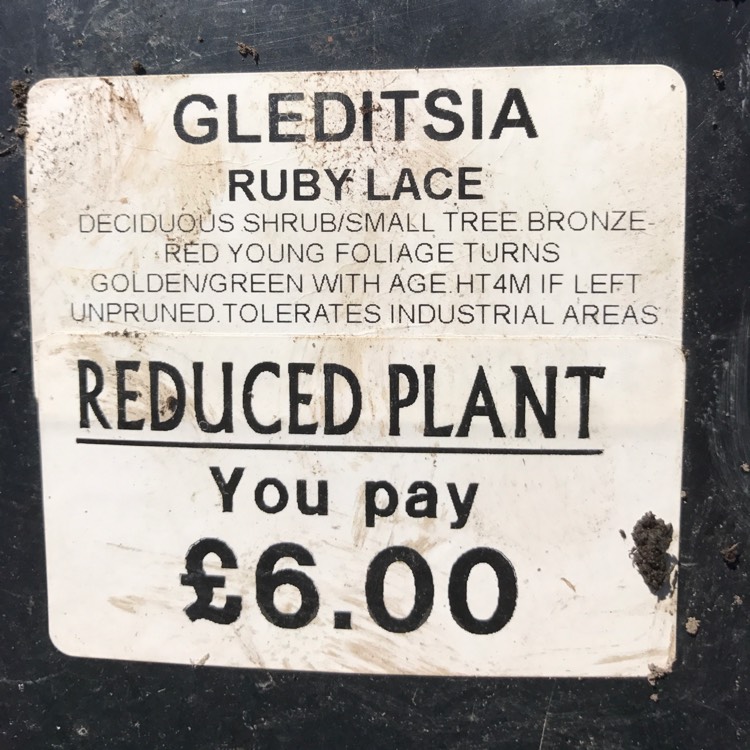 GLEDITSIA
RUBY LACE
DECIDUOUS SHRUB/SMALL TREE.BRONZE-
RED YOUNG FOLIAGE TURNS
GOLDEN/GREEN WITH AGE.HT4M IF LEFT
UNPRUNED.TOLERATES INDUSTRIAL AREAS
REDUCED PLANT
You pay
£6.00